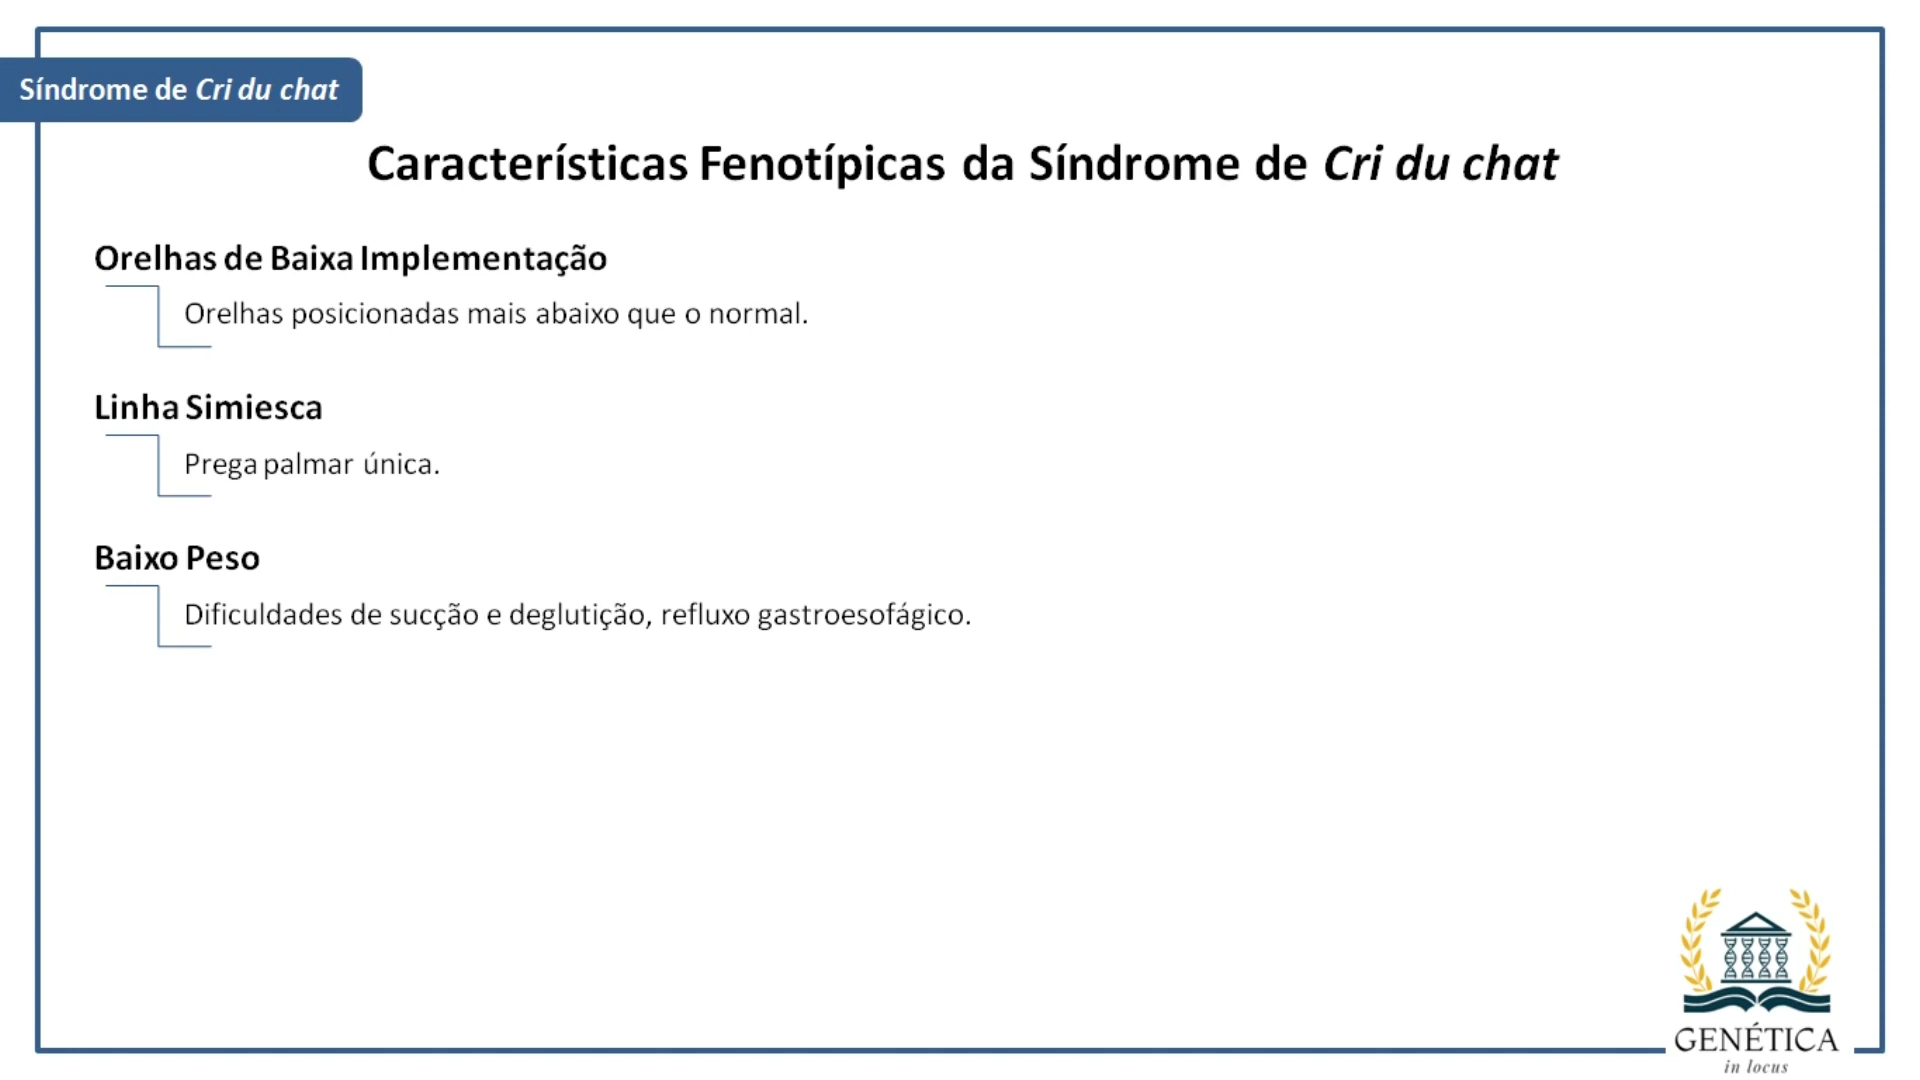 Síndrome de Cri du chat
Características Fenotípicas da Síndrome de Cri du chat
Orelhas de Baixa Implementação
Orelhas posicionadas mais abaixo que o normal.
Linha Simiesca
Prega palmar única.
Baixo Peso
Dificuldades de sucção e deglutição, refluxo gastroesofágico.
GENÉTICA
in locus